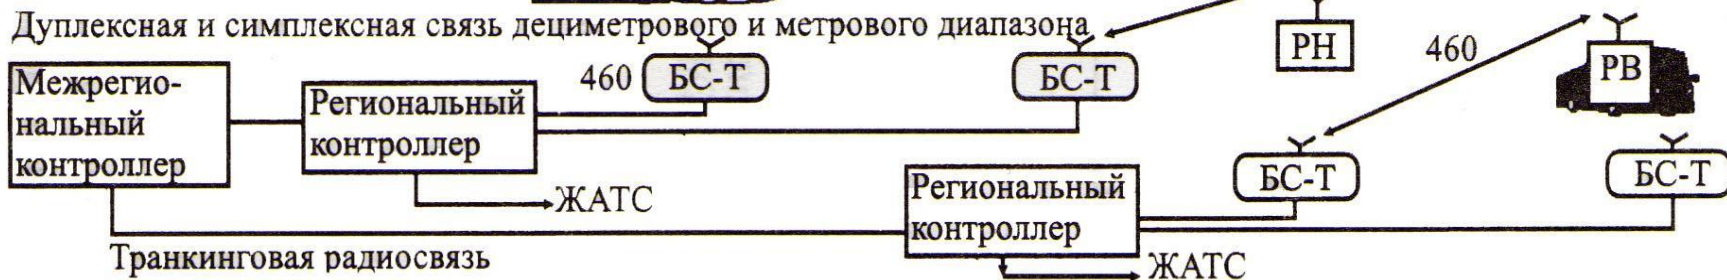 Дуплексная и симплексная связь дециметрового и метрового диапазона
РН
460
РВ
Межрегио-
нальный
контроллер
Региональный
контроллер
460
БС-Т
БС-Т
БС-Т
БС-Т
ЖАТС
Региональный
контроллер
Транкинговая радиосвязь
ЖАТС